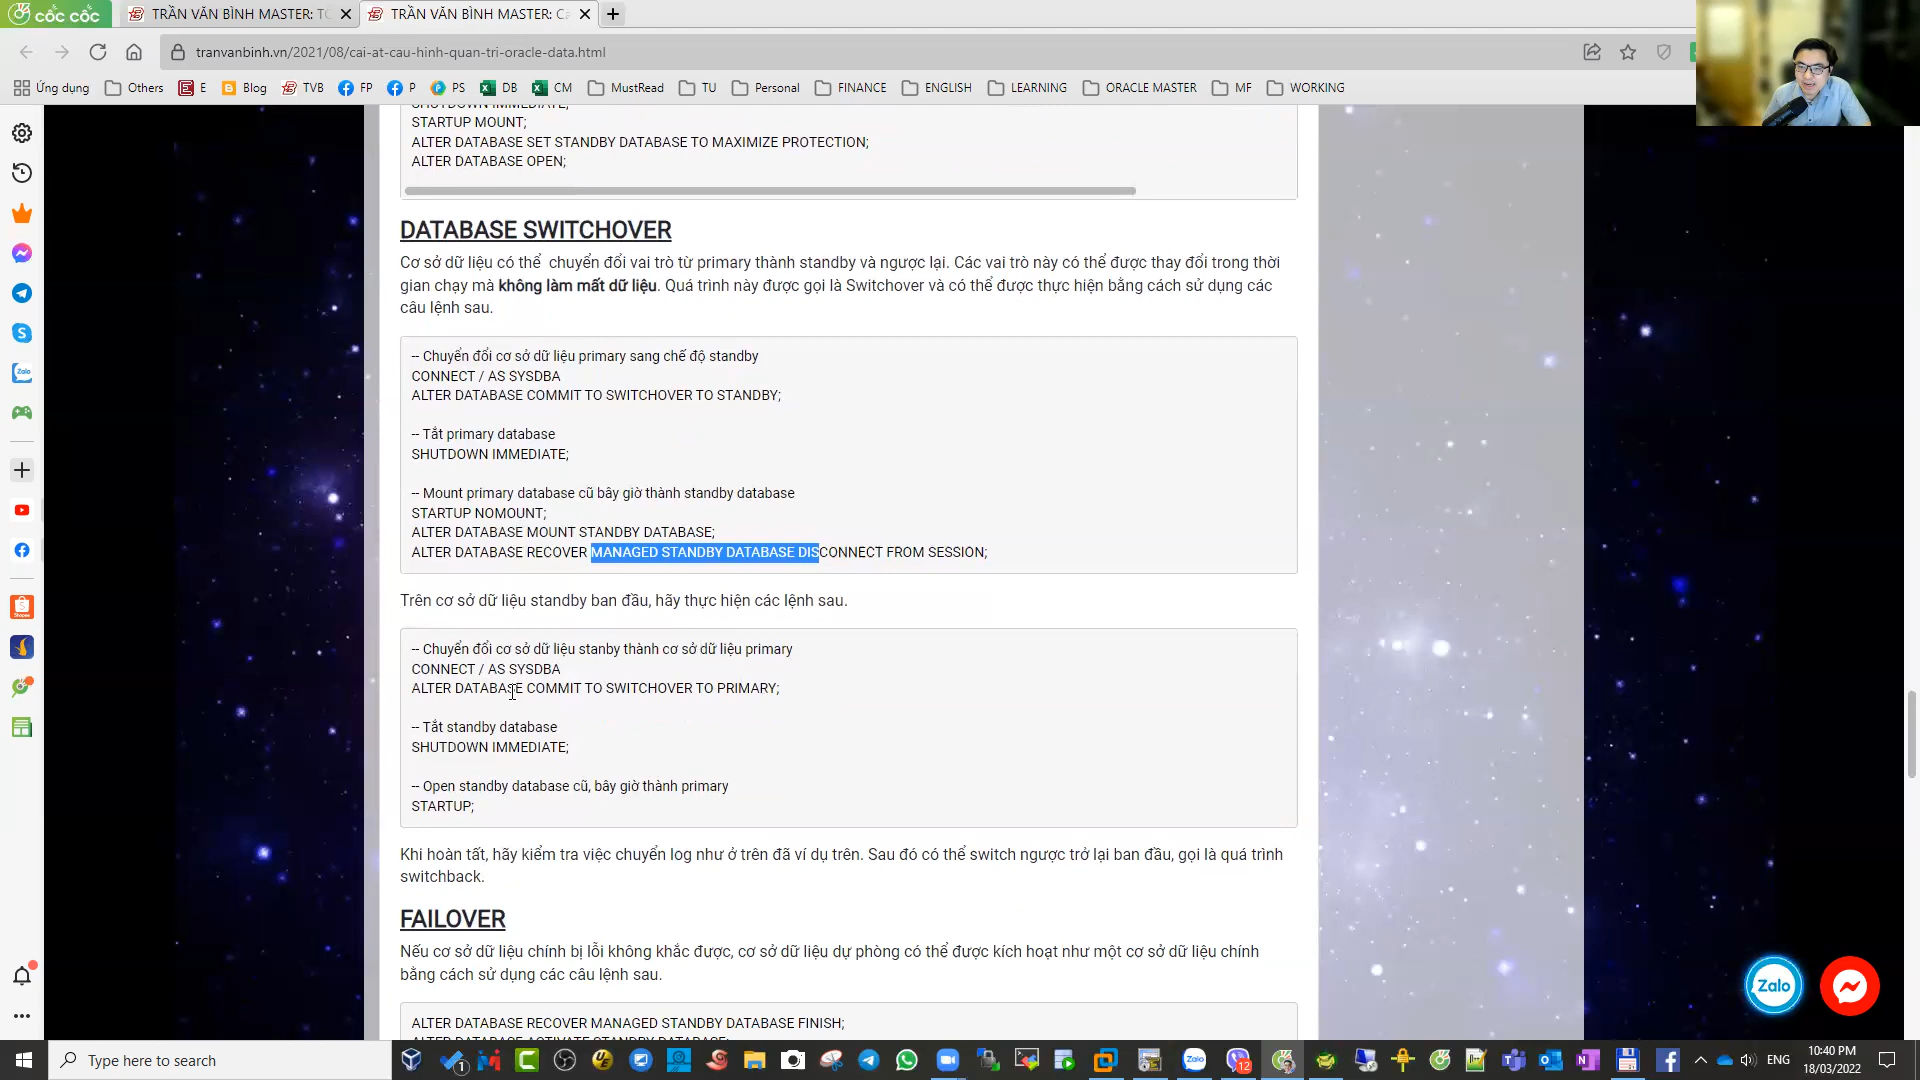 cốc cốc
TRẦN VĂN BÌNH MASTER: TỔ
TRẦN VĂN BÌNH MASTER: Cà
tranvanbinh.vn/2021/08/cai-at-cau-hinh-quan-tri-oracle-data.html
Ứng dụng Others E Blog TVB FP P PS DB CM MustRead TU Personal FINANCE ENGLISH LEARNING ORACLE MASTER MF WORKING
SHUTDOWN IMMEDIATE;
STARTUP MOUNT;
ALTER DATABASE SET STANDBY DATABASE TO MAXIMIZE PROTECTION;
ALTER DATABASE OPEN;
DATABASE SWITCHOVER
Cơ sở dữ liệu có thể chuyển đổi vai trò từ primary thành standby và ngược lại. Các vai trò này có thể được thay đổi trong thời
gian chạy mà không làm mất dữ liệu. Quá trình này được gọi là Switchover và có thể được thực hiện bằng cách sử dụng các
câu lệnh sau.
-- Chuyển đổi cơ sở dữ liệu primary sang chế độ standby
CONNECT / AS SYSDBA
ALTER DATABASE COMMIT TO SWITCHOVER TO STANDBY;
-- Tắt primary database
SHUTDOWN IMMEDIATE;
-- Mount primary database cũ bây giờ thành standby database
STARTUP NOMOUNT;
ALTER DATABASE MOUNT STANDBY DATABASE;
ALTER DATABASE RECOVER MANAGED STANDBY DATABASE DISCONNECT FROM SESSION;
Trên cơ sở dữ liệu standby ban đầu, hãy thực hiện các lệnh sau.
-- Chuyển đổi cơ sở dữ liệu stanby thành cơ sở dữ liệu primary
CONNECT / AS SYSDBA
ALTER DATABASE COMMIT TO SWITCHOVER TO PRIMARY;
-- Tắt standby database
SHUTDOWN IMMEDIATE;
-- Open standby database cũ, bây giờ thành primary
STARTUP;
Khi hoàn tất, hãy kiểm tra việc chuyển log như ở trên đã ví dụ trên. Sau đó có thể switch ngược trở lại ban đầu, gọi là quá trình
switchback.
FAILOVER
Nếu cơ sở dữ liệu chính bị lỗi không khắc được, cơ sở dữ liệu dự phòng có thể được kích hoạt như một cơ sở dữ liệu chính
bằng cách sử dụng các câu lệnh sau.
ALTER DATABASE RECOVER MANAGED STANDBY DATABASE FINISH;
ALTER DATABASE ACTIVATE STANDBY DATABASE;
Zalo
Type here to search
ENG
10:40 PM
18/03/2022